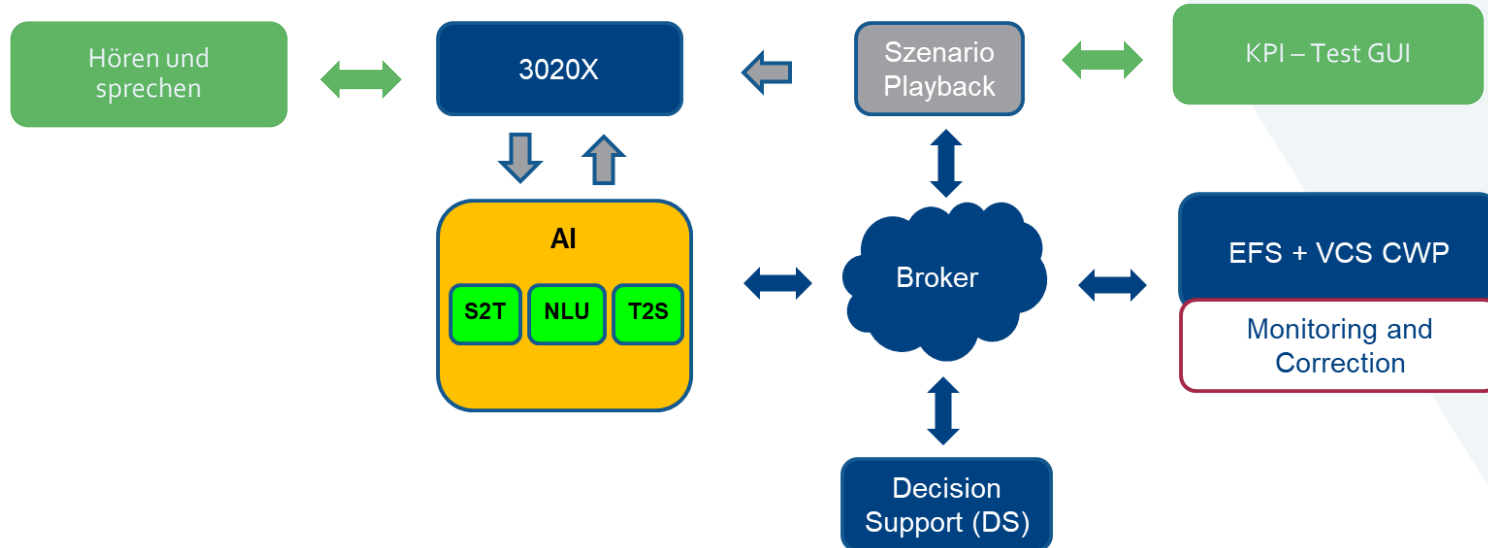 Hören und
sprechen
3020X
Szenario
Playback
KPI – Test GUI
AI
S2T
NLU
T2S
Broker
EFS + VCS CWP
Monitoring and
Correction
Decision
Support (DS)